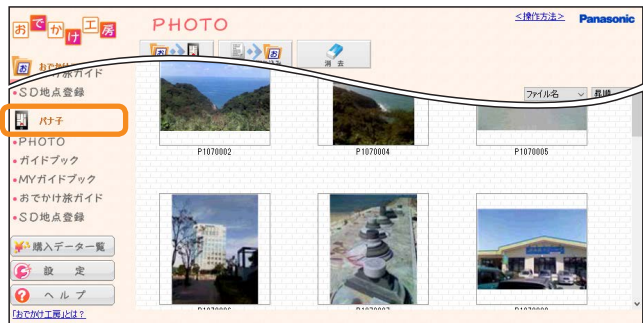 おでかけ工房
PHOTO
<操作方法>
Panasonic
消去
ファイル名
・SD地点登録
パナ子
P1070002
P1070004
P1070005
・PHOTO
・ガイドブック
・MYガイドブック
・おでかけ旅ガイド
・SD地点登録
購入データ一覧
設定
ヘルプ
「おでかけ工房」とは?